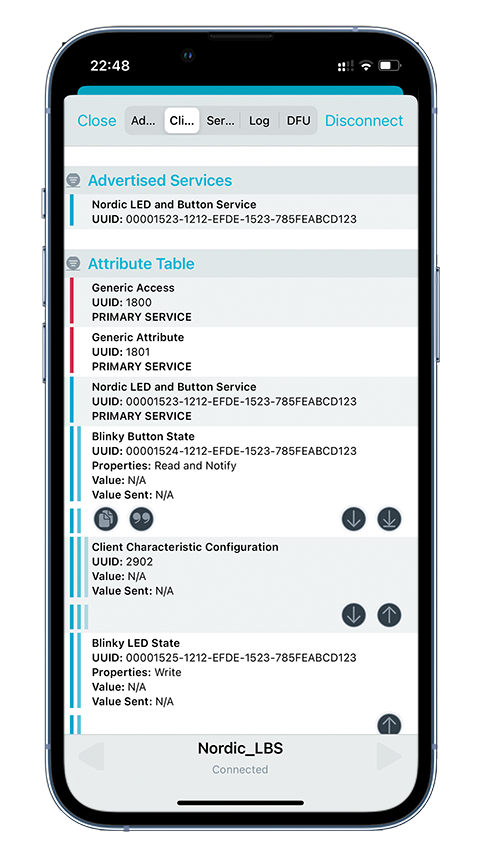 22:48
Close Ad... Cli... Ser... Log DFU Disconnect
Advertised Services
Nordic LED and Button Service
UUID: 00001523-1212-EFDE-1523-785FEABCD123
Attribute Table
Generic Access
UUID: 1800
PRIMARY SERVICE
Generic Attribute
UUID: 1801
PRIMARY SERVICE
Nordic LED and Button Service
UUID: 00001523-1212-EFDE-1523-785FEABCD123
PRIMARY SERVICE
Blinky Button State
UUID: 00001524-1212-EFDE-1523-785FEABCD123
Properties: Read and Notify
Value: N/A
Value Sent: N/A
Client Characteristic Configuration
UUID: 2902
Value: N/A
Value Sent: N/A
Blinky LED State
UUID: 00001525-1212-EFDE-1523-785FEABCD123
Properties: Write
Value: N/A
Value Sent: N/A
Nordic_LBS
Connected